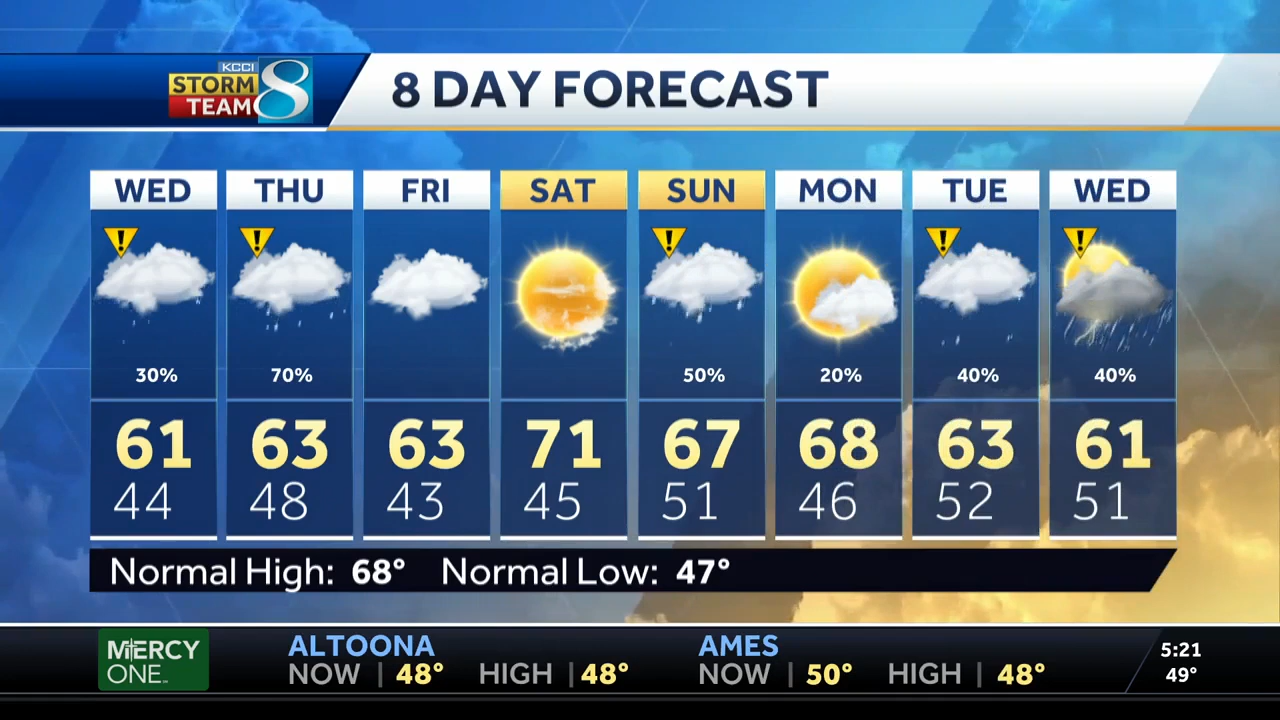 KCCI
STORM
TEAM 8
8 DAY FORECAST
WED THU FRI SAT SUN MON TUE WED
! ! ! ! !
30% 70% 50% 20% 40% 40%
61 63 63 71 67 68 63 61
44 48 43 45 51 46 52 51
Normal High: 68° Normal Low: 47°
MERCY
ONE
ALTOONA
NOW | 48° HIGH | 48°
AMES
NOW | 50° HIGH | 48°
5:21
49°